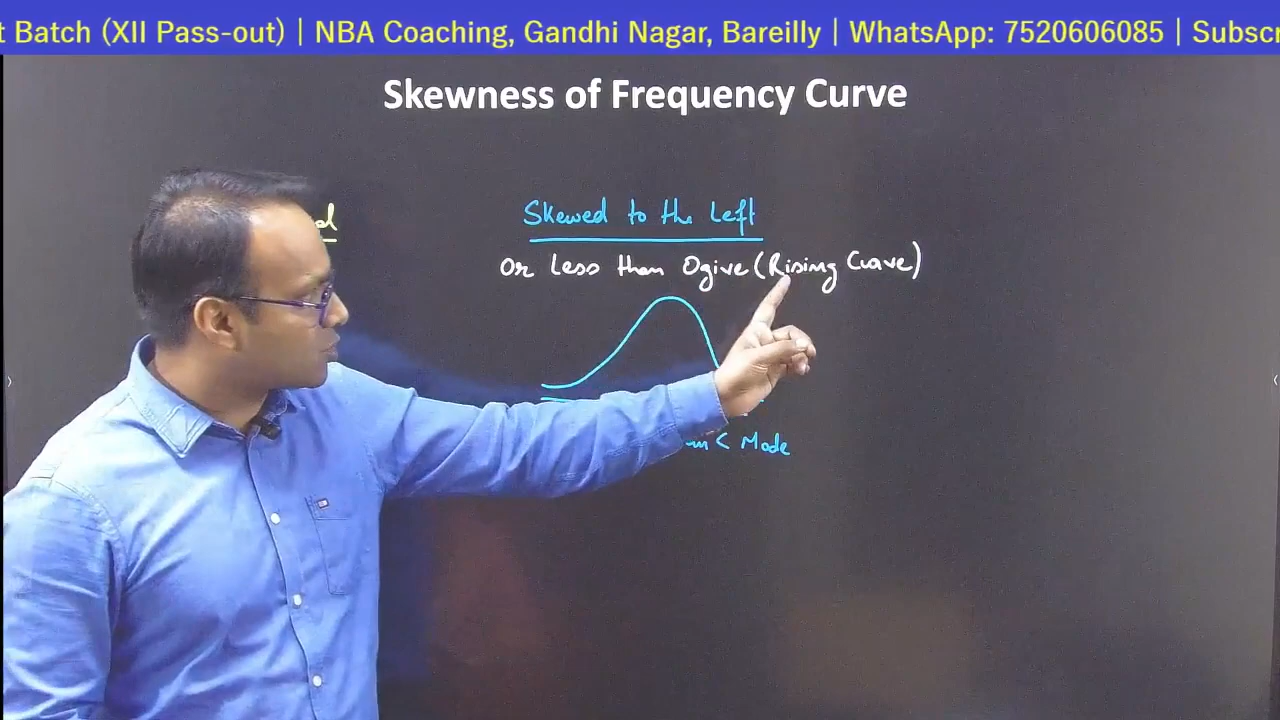 Batch (XII Pass-out) | NBA Coaching, Gandhi Nagar, Bareilly | WhatsApp: 7520606085 |
Skewness of Frequency Curve
Skewed to the Left
Or Less than Ogive (Rising Curve)
< Mode